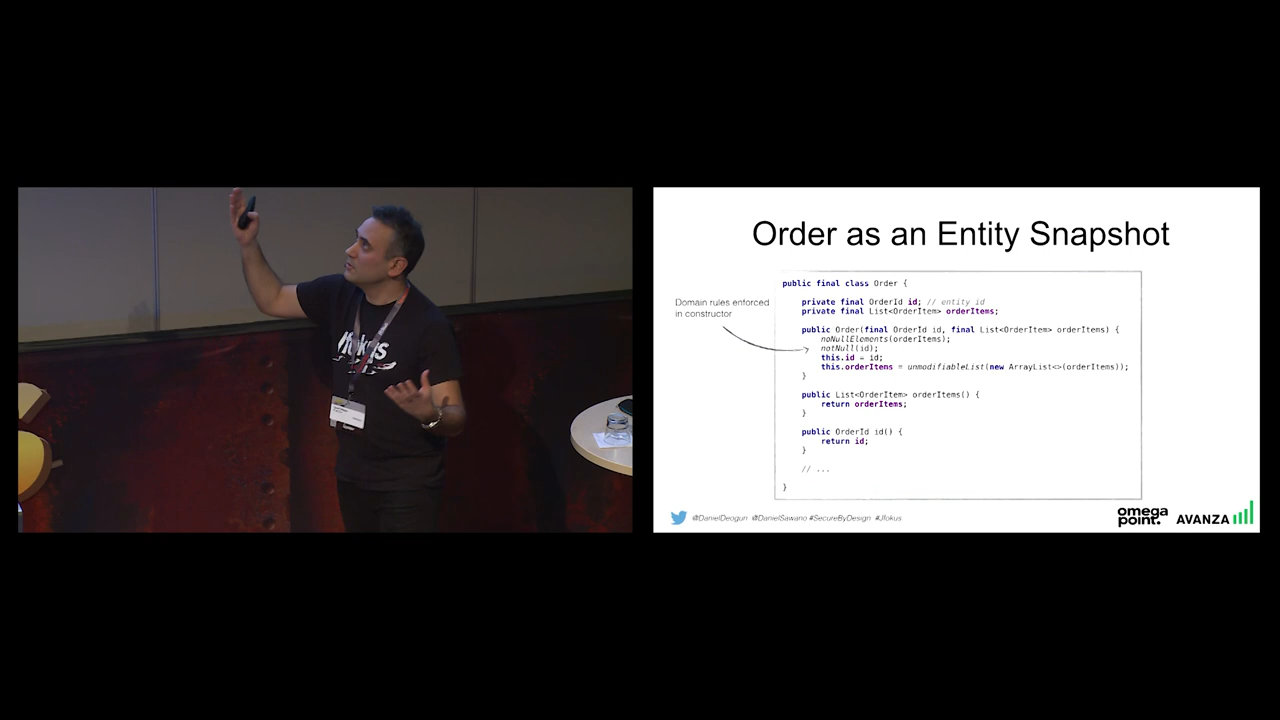 Jfokus
Order as an Entity Snapshot
Domain rules enforced
in constructor
public final class Order {
private final OrderId id; // entity id
private final List<OrderItem> orderItems;
public Order(final OrderId id, final List<OrderItem> orderItems) {
noNullElements(orderItems);
notNull(id);
this.id = id;
this.orderItems = unmodifiableList(new ArrayList<>(orderItems));
}
public List<OrderItem> orderItems() {
return orderItems;
}
public OrderId id() {
return id;
}
// ...
}
@DanielDeogun @DanielSawano #SecureByDesign #Jfokus
omega
point.
AVANZA